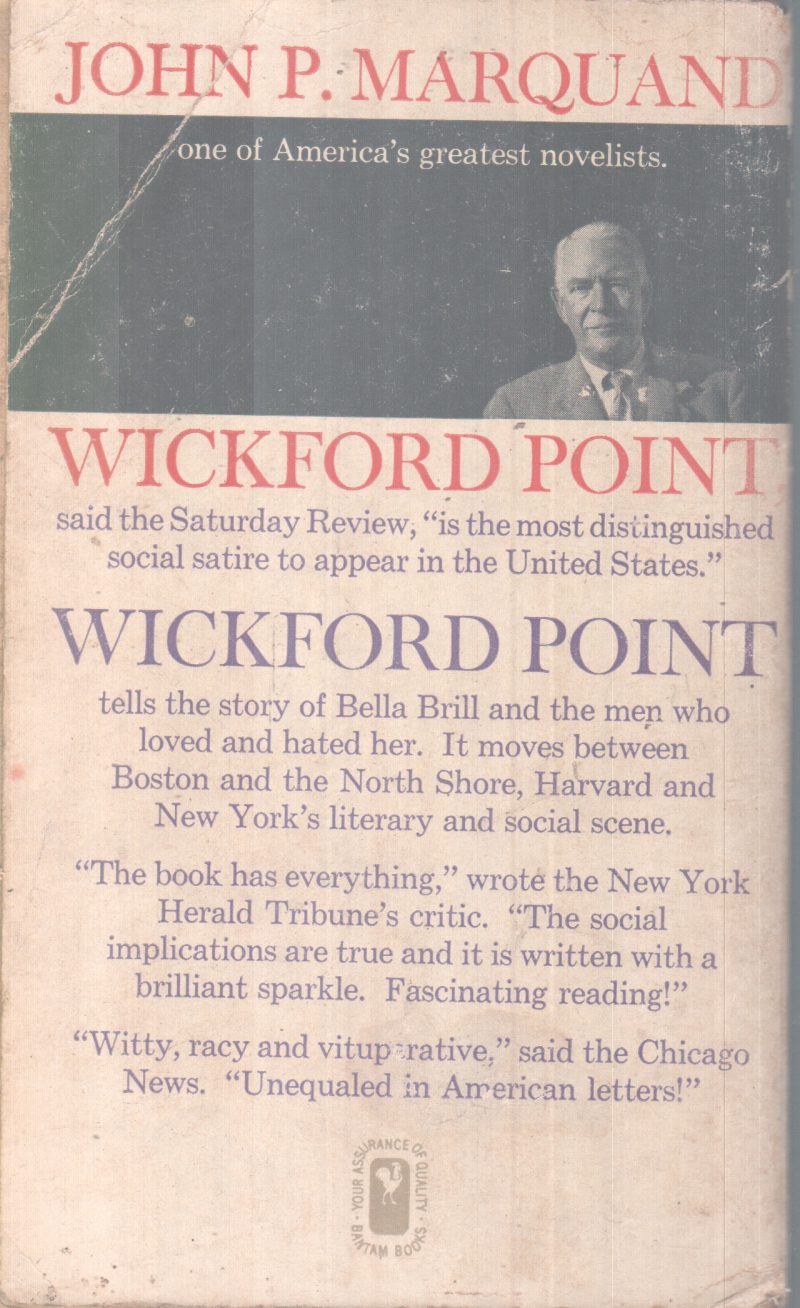 JOHN P. MARQUAND
one of America's greatest novelists.
WICKFORD POINT,
said the Saturday Review, “is the most distinguished
social satire to appear in the United States.”
WICKFORD POINT
tells the story of Bella Brill and the men who
loved and hated her. It moves between
Boston and the North Shore, Harvard and
New York's literary and social scene.
“The book has everything,” wrote the New York
Herald Tribune's critic. “The social
implications are true and it is written with a
brilliant sparkle. Fascinating reading!”
“Witty, racy and vituperative,” said the Chicago
News. “Unequaled in American letters!”
YOUR ASSURANCE OF QUALITY
BANTAM BOOKS